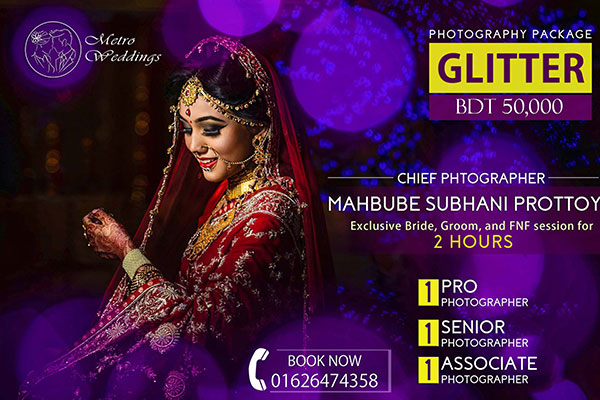 Metro
Weddings
PHOTOGRAPHY PACKAGE
GLITTER
BDT 50,000
CHIEF PHTOGRAPHER
MAHBUBE SUBHANI PROTTOY
Exclusive Bride, Groom, and FNF session for
2 HOURS
1 PRO
PHOTOGRAPHER
1 SENIOR
PHOTOGRAPHER
1 ASSOCIATE
PHOTOGRAPHER
BOOK NOW
01626474358